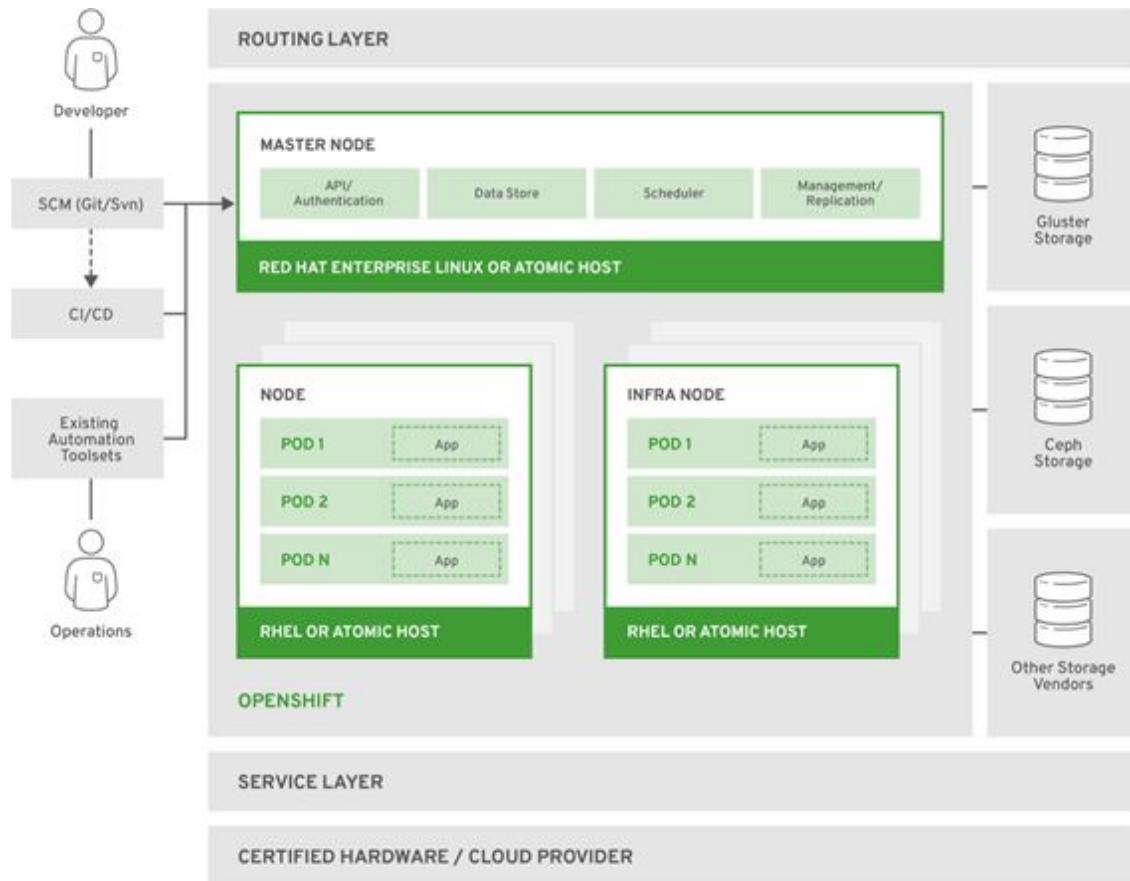 ROUTING LAYER
Developer
SCM (Git/Svn)
CI/CD
Existing
Automation
Toolsets
Operations
MASTER NODE
API/
Authentication
Data Store
Scheduler
Management/
Replication
RED HAT ENTERPRISE LINUX OR ATOMIC HOST
NODE
POD 1
App
POD 2
App
POD N
App
RHEL OR ATOMIC HOST
INFRA NODE
POD 1
App
POD 2
App
POD N
App
RHEL OR ATOMIC HOST
OPENSHIFT
Gluster
Storage
Ceph
Storage
Other Storage
Vendors
SERVICE LAYER
CERTIFIED HARDWARE / CLOUD PROVIDER